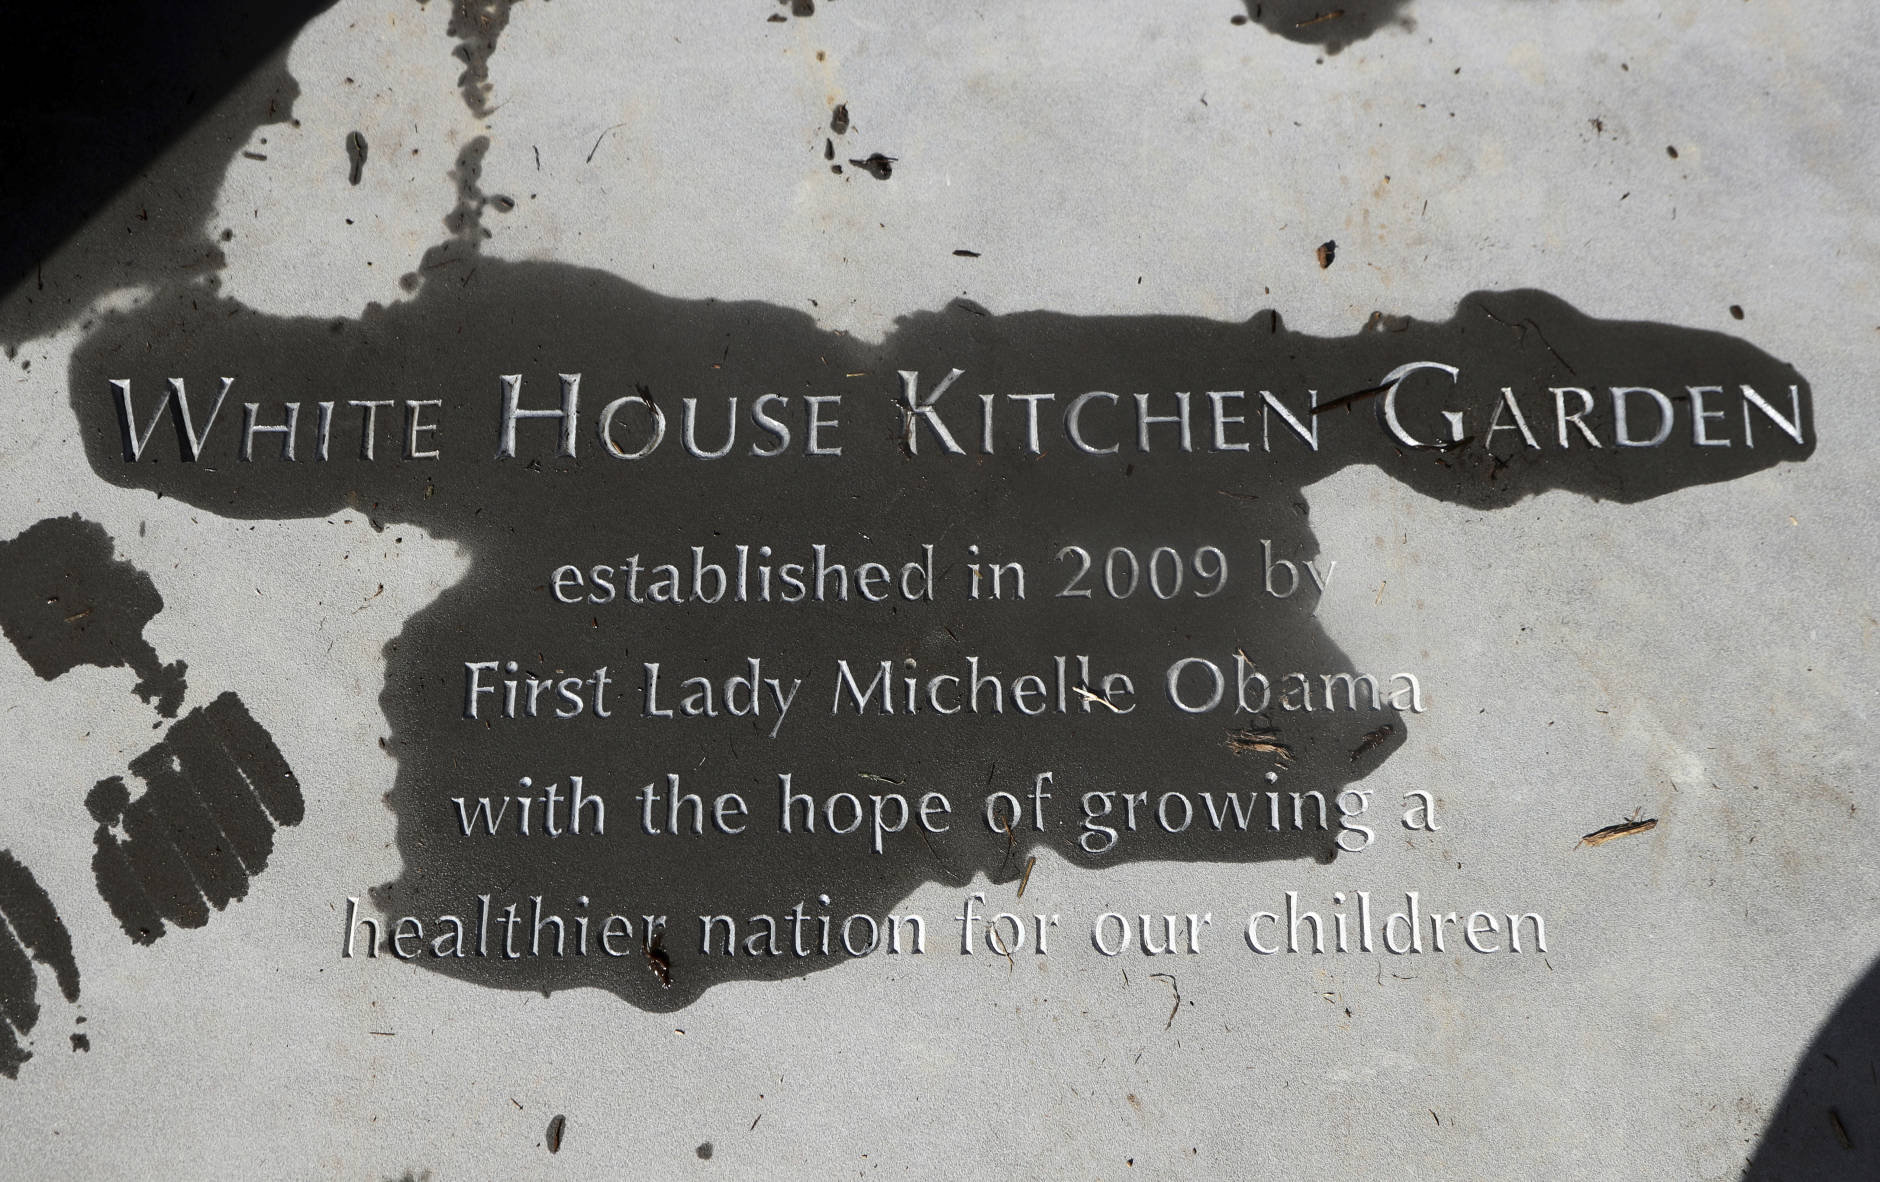 White House Kitchen Garden
established in 2009 by
First Lady Michelle Obama
with the hope of growing a
healthier nation for our children